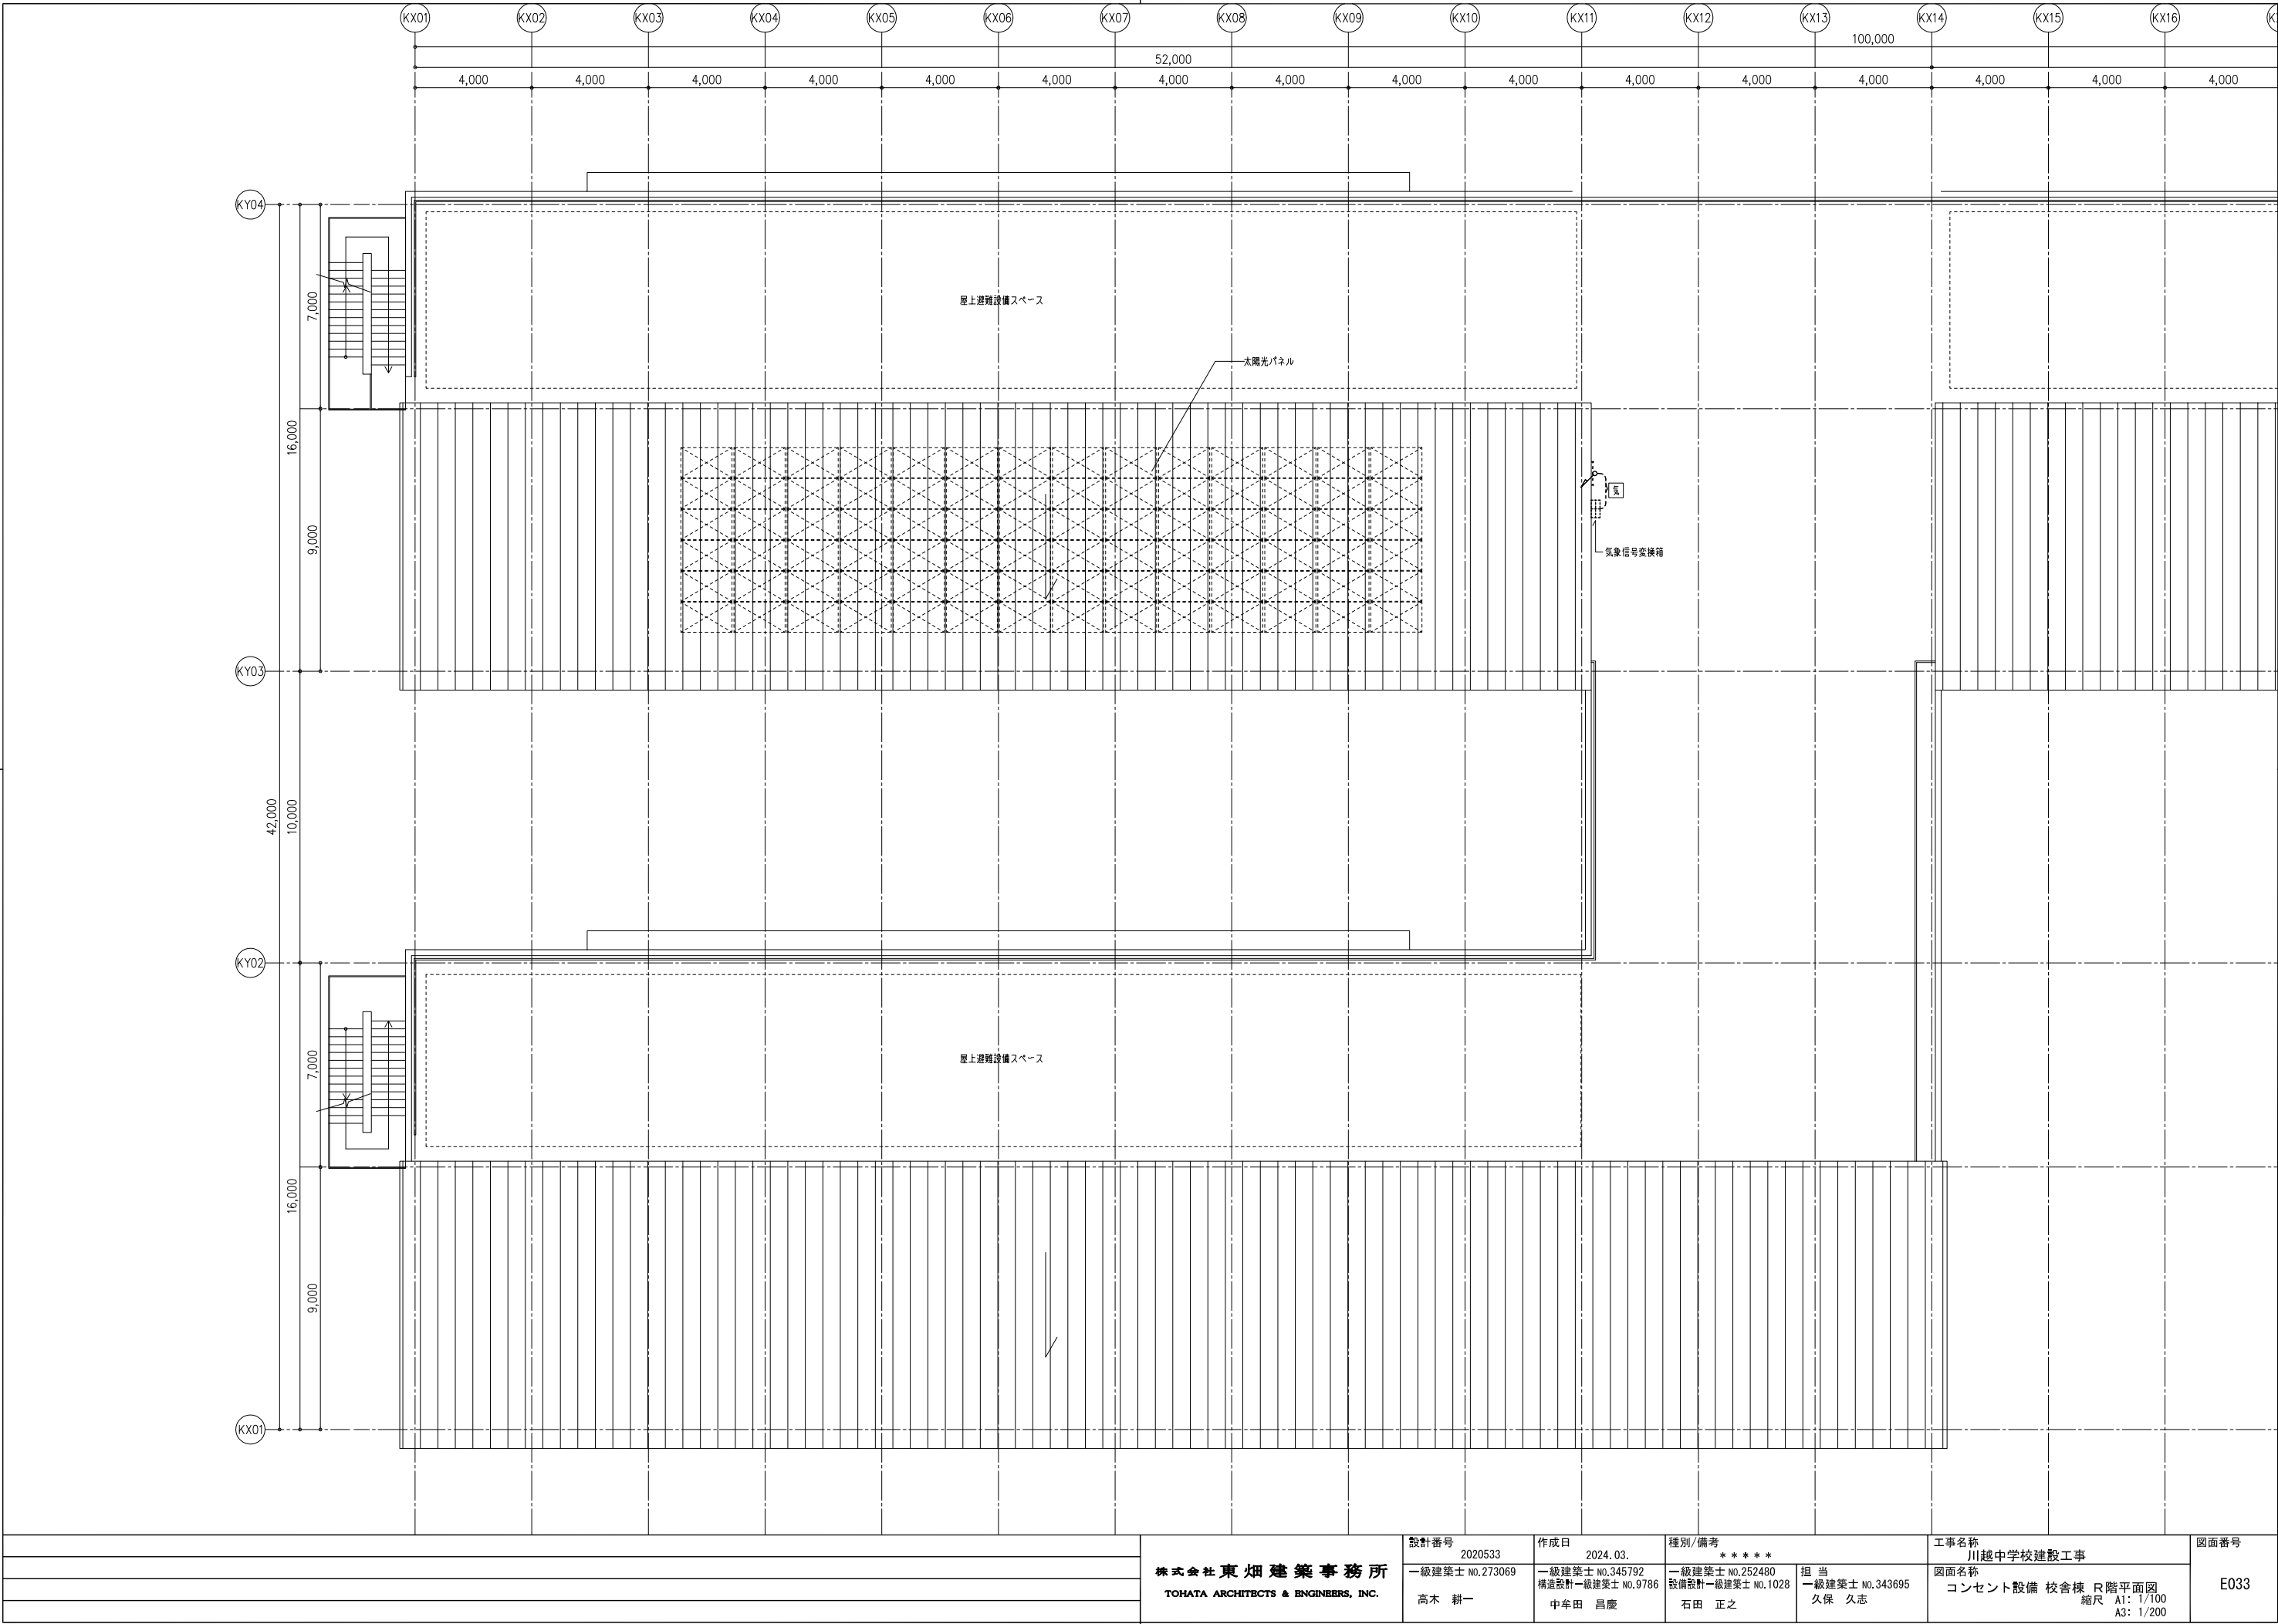 KX01 KX02 KX03 KX04 KX05 KX06 KX07 KX08 KX09 KX10 KX11 KX12 KX13 KX14 KX15 KX16
100,000
52,000
4,000 4,000 4,000 4,000 4,000 4,000 4,000 4,000 4,000 4,000 4,000 4,000 4,000 4,000 4,000 4,000
KY04
7,000
屋上避難設備スペース
太陽光パネル
16,000
気
9,000
気象信号変換箱
KY03
42,000
10,000
KY02
7,000
屋上避難設備スペース
16,000
9,000
KX01
株式会社 東畑建築事務所
TOHATA ARCHITECTS & ENGINEERS, INC.
設計番号
2020533
作成日
2024.03.
種別/備考
* * * * *
工事名称
川越中学校建設工事
図面番号
E033
一級建築士 NO.273069
高木 耕一
一級建築士 NO.345792
構造設計一級建築士 NO.9786
中牟田 昌慶
一級建築士 NO.252480
設備設計一級建築士 NO.1028
石田 正之
担 当
一級建築士 NO.343695
久保 久志
図面名称
コンセント設備 校舎棟 R階平面図
縮尺 A1: 1/100
A3: 1/200